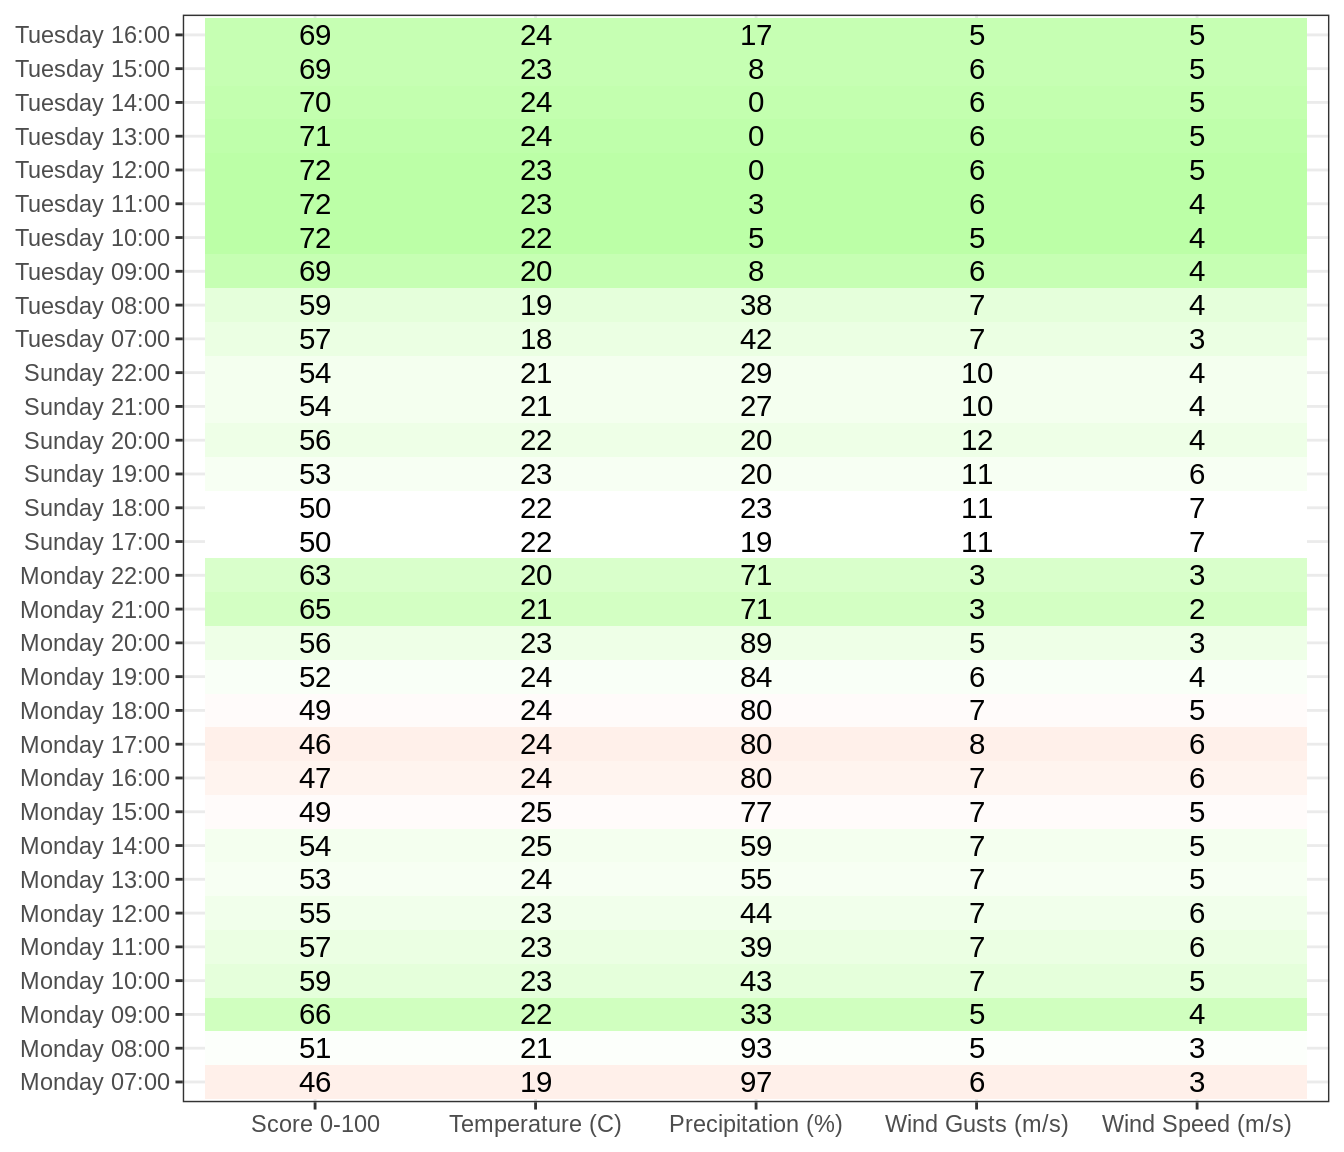 Tuesday 16:00 69 24 17 5 5
Tuesday 15:00 69 23 8 6 5
Tuesday 14:00 70 24 0 6 5
Tuesday 13:00 71 24 0 6 5
Tuesday 12:00 72 23 0 6 5
Tuesday 11:00 72 23 3 6 4
Tuesday 10:00 72 22 5 5 4
Tuesday 09:00 69 20 8 6 4
Tuesday 08:00 59 19 38 7 4
Tuesday 07:00 57 18 42 7 3
Sunday 22:00 54 21 29 10 4
Sunday 21:00 54 21 27 10 4
Sunday 20:00 56 22 20 12 4
Sunday 19:00 53 23 20 11 6
Sunday 18:00 50 22 23 11 7
Sunday 17:00 50 22 19 11 7
Monday 22:00 63 20 71 3 3
Monday 21:00 65 21 71 3 2
Monday 20:00 56 23 89 5 3
Monday 19:00 52 24 84 6 4
Monday 18:00 49 24 80 7 5
Monday 17:00 46 24 80 8 6
Monday 16:00 47 24 80 7 6
Monday 15:00 49 25 77 7 5
Monday 14:00 54 25 59 7 5
Monday 13:00 53 24 55 7 5
Monday 12:00 55 23 44 7 6
Monday 11:00 57 23 39 7 6
Monday 10:00 59 23 43 7 5
Monday 09:00 66 22 33 5 4
Monday 08:00 51 21 93 5 3
Monday 07:00 46 19 97 6 3
Score 0-100 Temperature (C) Precipitation (%) Wind Gusts (m/s) Wind Speed (m/s)